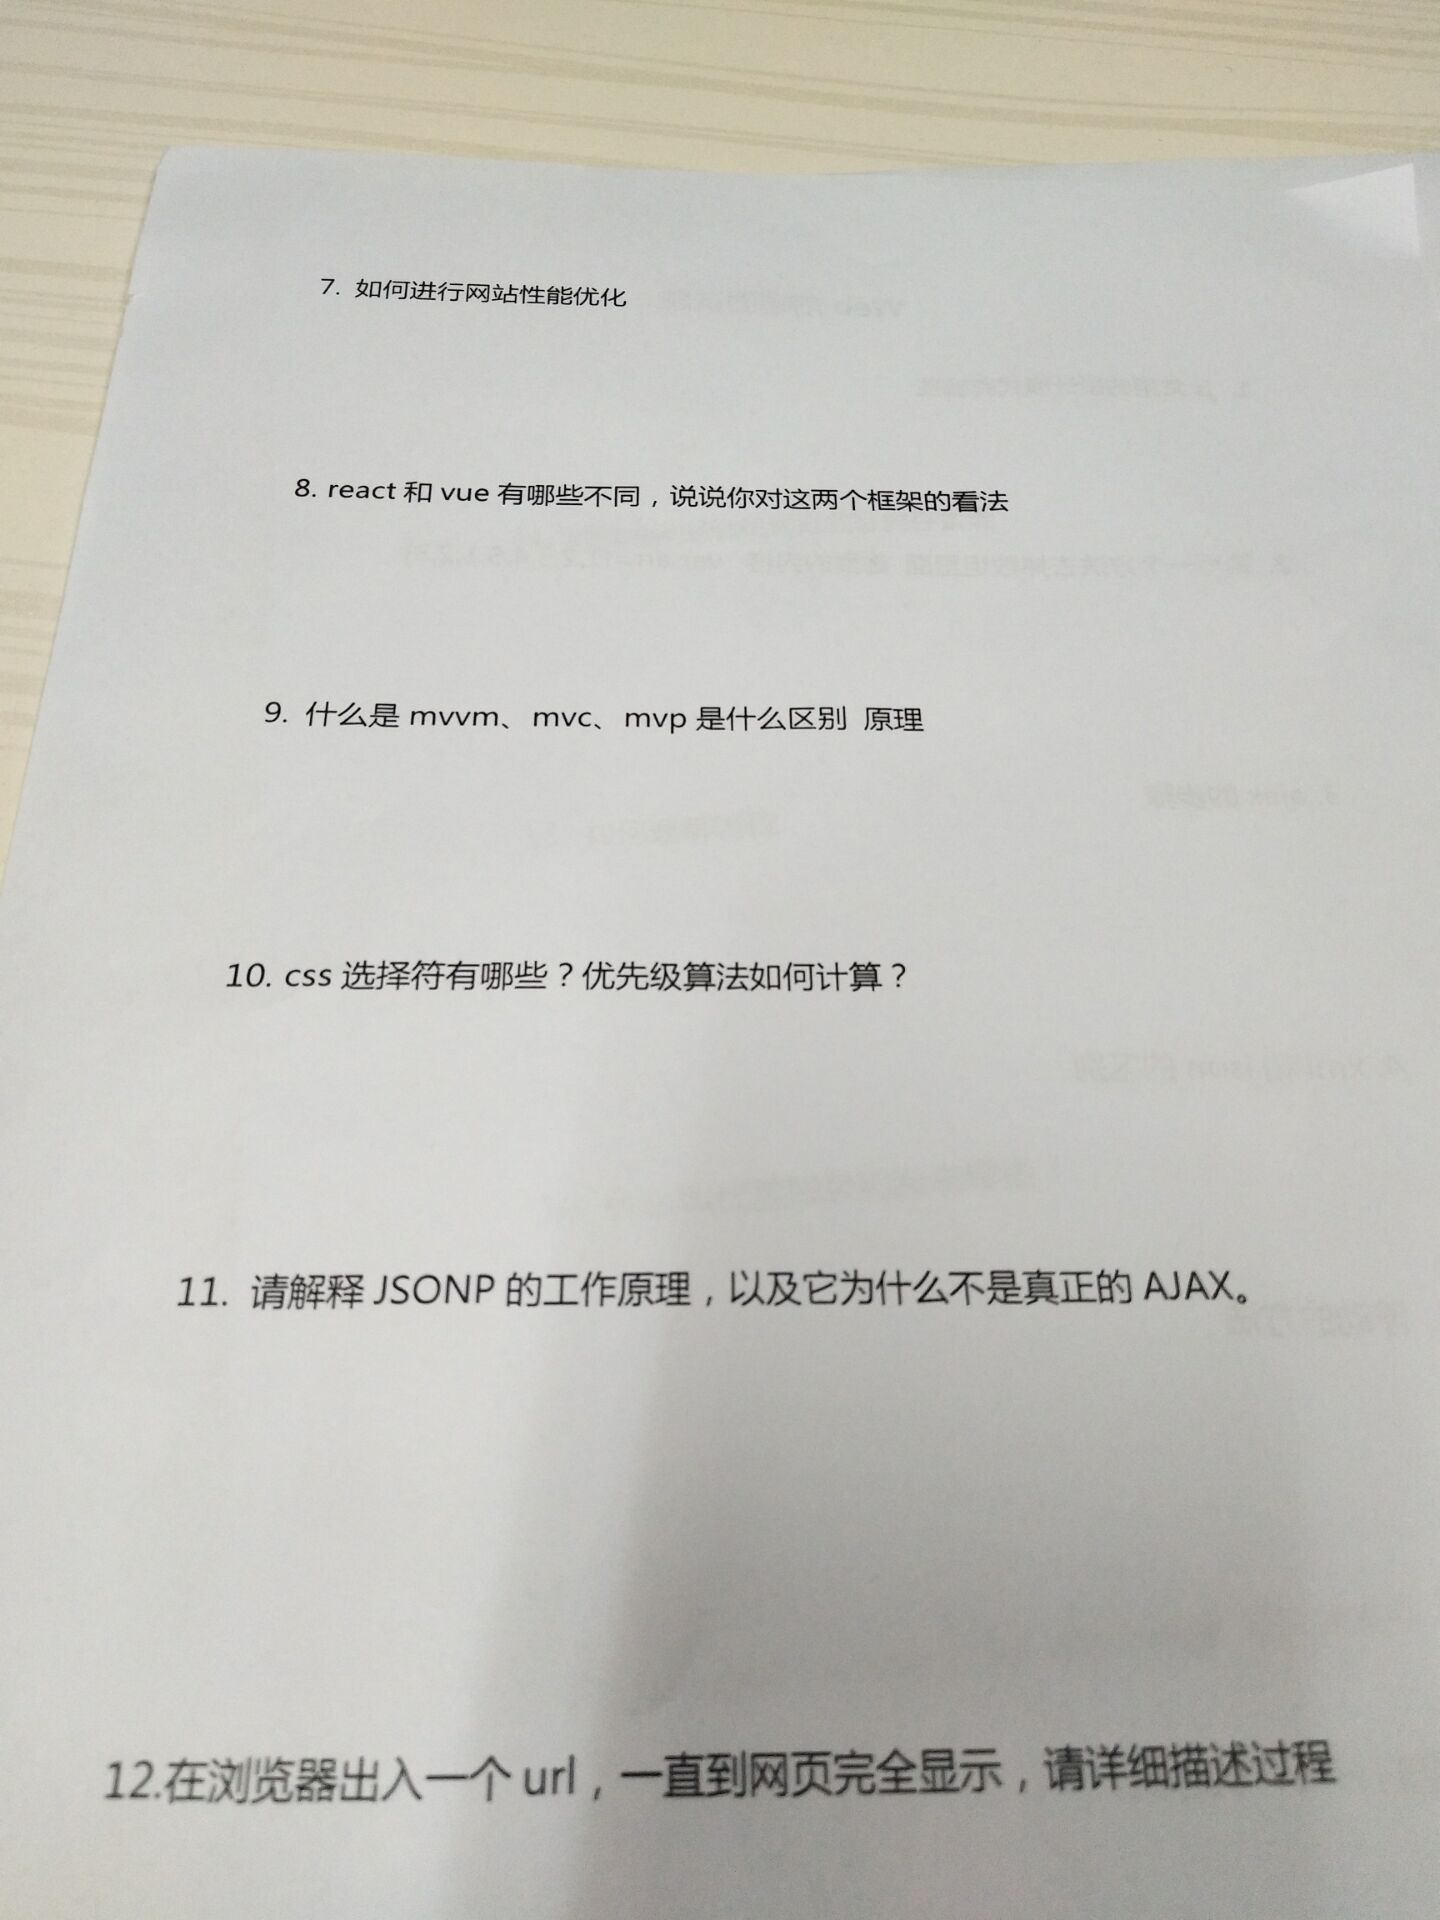 7. 如何进行网站性能优化
8. react 和 vue 有哪些不同，说说你对这两个框架的看法
9. 什么是 mvvm、mvc、mvp 是什么区别 原理
10. css 选择符有哪些？优先级算法如何计算？
11. 请解释 JSONP 的工作原理，以及它为什么不是真正的 AJAX。
12.在浏览器出入一个 url，一直到网页完全显示，请详细描述过程